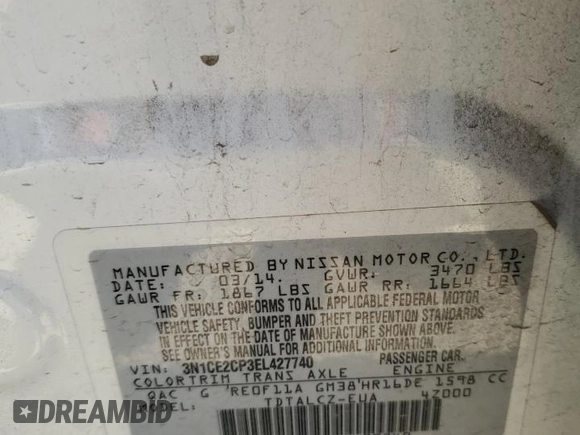 MANUFACTURED BY NISSAN MOTOR CO., LTD.
DATE: 03/14. GVWR: 3470 LBS
GAWR FR: 1867 LBS GAWR RR: 1664 LBS
THIS VEHICLE CONFORMS TO ALL APPLICABLE FEDERAL MOTOR
VEHICLE SAFETY, BUMPER AND THEFT PREVENTION STANDARDS
IN EFFECT ON THE DATE OF MANUFACTURE SHOWN ABOVE.
SEE OWNER'S MANUAL FOR ADDITIONAL INFORMATION
VIN: 3N1CE2CP3EL427740 PASSENGER CAR.
COLOR TRIM TRANS AXLE ENGINE
QAC G RE0F11A GM38 HR16DE 1598 CC
MODEL: TDTALCZ-EUA 4Z000
DREAMBID